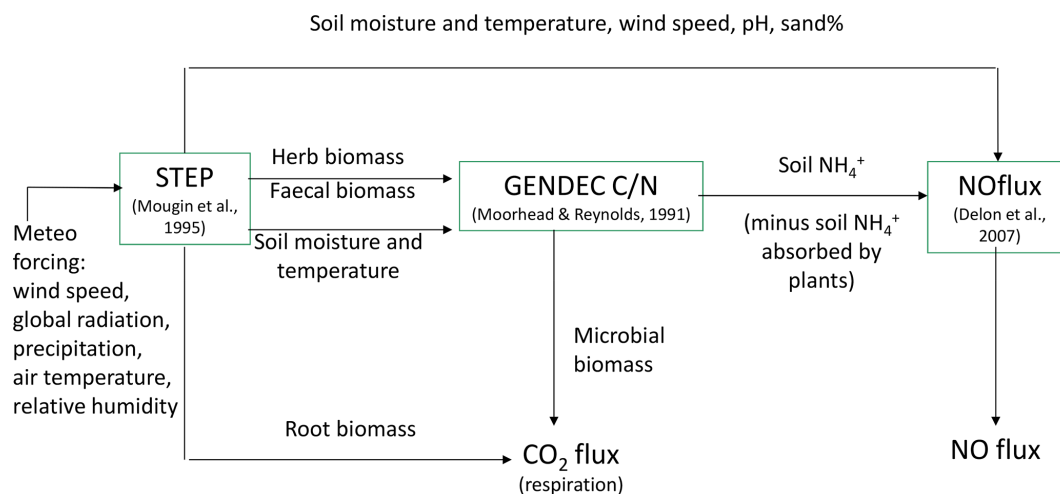 Soil moisture and temperature, wind speed, pH, sand%
STEP
(Mougin et al.,
1995)
Herb biomass
Faecal biomass
Soil moisture and
temperature
GENDEC C/N
(Moorhead & Reynolds, 1991)
Soil NH₄⁺
(minus soil NH₄⁺
absorbed by
plants)
NOflux
(Delon et al.,
2007)
Meteo
forcing:
wind speed,
global radiation,
precipitation,
air temperature,
relative humidity
Microbial
biomass
Root biomass
CO₂ flux
(respiration)
NO flux